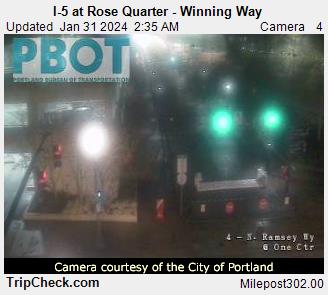 I-5 at Rose Quarter - Winning Way
Updated Jan 31 2024 2:35 AM Camera 4
PBOT
PORTLAND BUREAU OF TRANSPORTATION
4 - N. Ramsey Wy
@ One Ctr
Camera courtesy of the City of Portland
TripCheck.com Milepost302.00